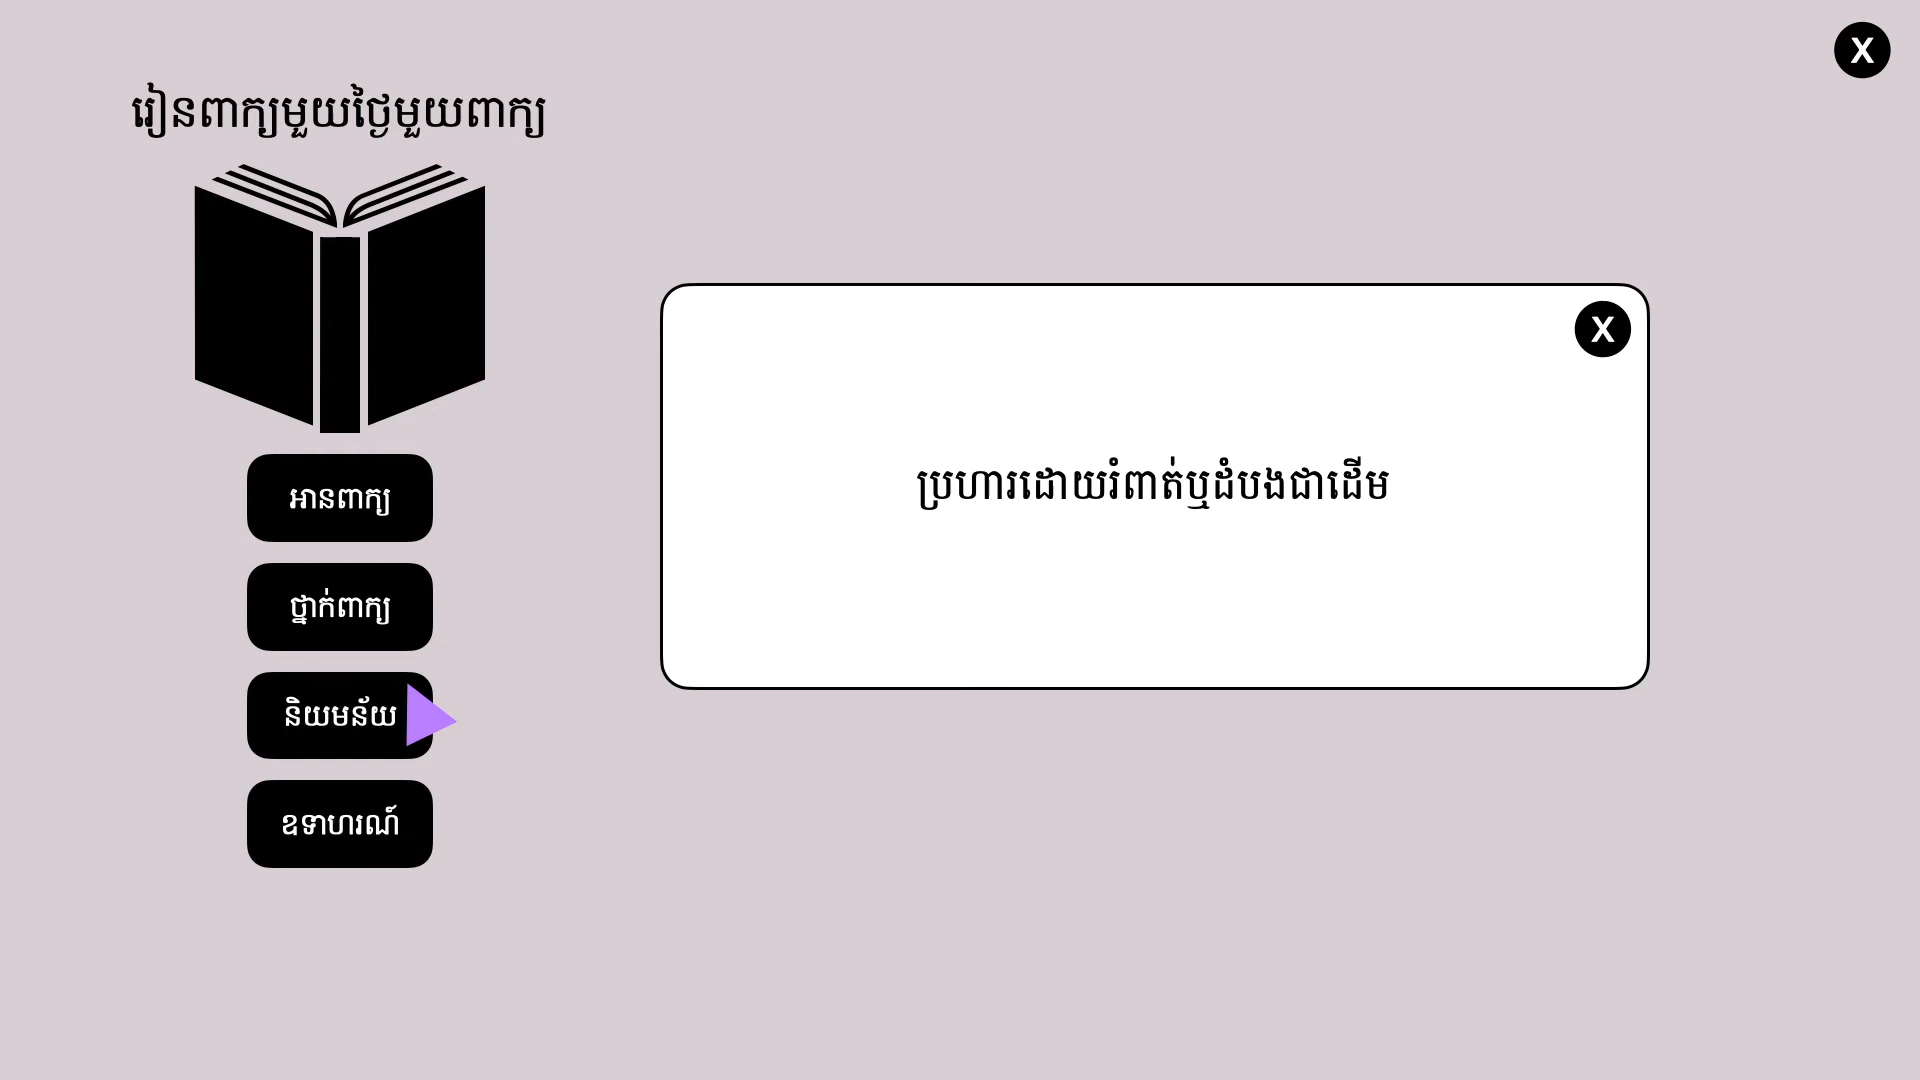 X
រៀនពាក្យមួយថ្ងៃមួយពាក្យ
X
ប្រហារដោយរំពាត់ឬដំបងជាដើម
អានពាក្យ
ថ្នាក់ពាក្យ
និយមន័យ
ឧទាហរណ៍